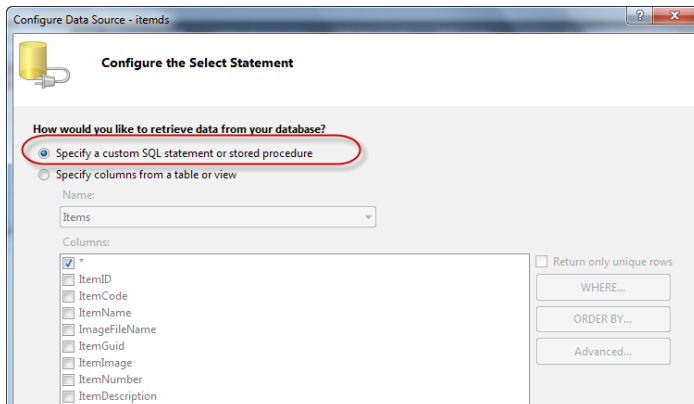 Configure Data Source - itemds
Configure the Select Statement
How would you like to retrieve data from your database?
Specify a custom SQL statement or stored procedure
Specify columns from a table or view
Name:
Items
Columns:
*
Return only unique rows
ItemID
WHERE...
ItemCode
ItemName
ORDER BY...
ImageFileName
ItemGuid
Advanced...
ItemImage
ItemNumber
ItemDescription